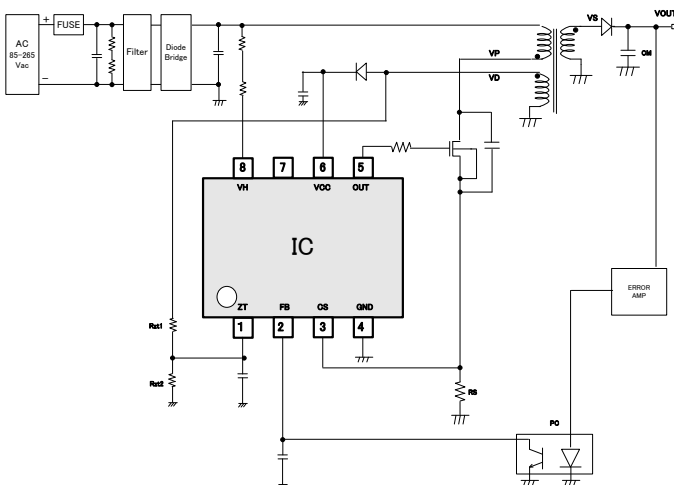 AC
85-265
Vac
+
–
FUSE
Filter
Diode
Bridge
VP
VD
VS
VOUT
CM
8
7
6
5
VH
VCC
OUT
IC
ZT
FB
CS
GND
1
2
3
4
Rzt1
Rzt2
RS
ERROR
AMP
PC